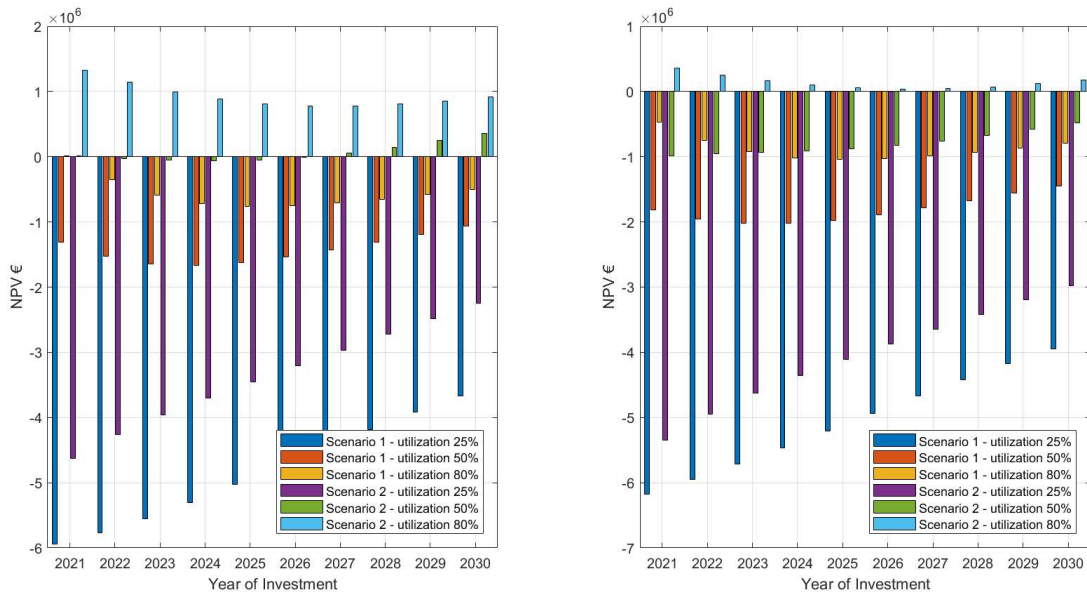 ×10⁶
2
1
0
-1
-2
-3
-4
-5
-6
NPV €
2021 2022 2023 2024 2025 2026 2027 2028 2029 2030
Year of Investment
Scenario 1 - utilization 25%
Scenario 1 - utilization 50%
Scenario 1 - utilization 80%
Scenario 2 - utilization 25%
Scenario 2 - utilization 50%
Scenario 2 - utilization 80%
×10⁶
1
0
-1
-2
-3
-4
-5
-6
-7
NPV €
2021 2022 2023 2024 2025 2026 2027 2028 2029 2030
Year of Investment
Scenario 1 - utilization 25%
Scenario 1 - utilization 50%
Scenario 1 - utilization 80%
Scenario 2 - utilization 25%
Scenario 2 - utilization 50%
Scenario 2 - utilization 80%